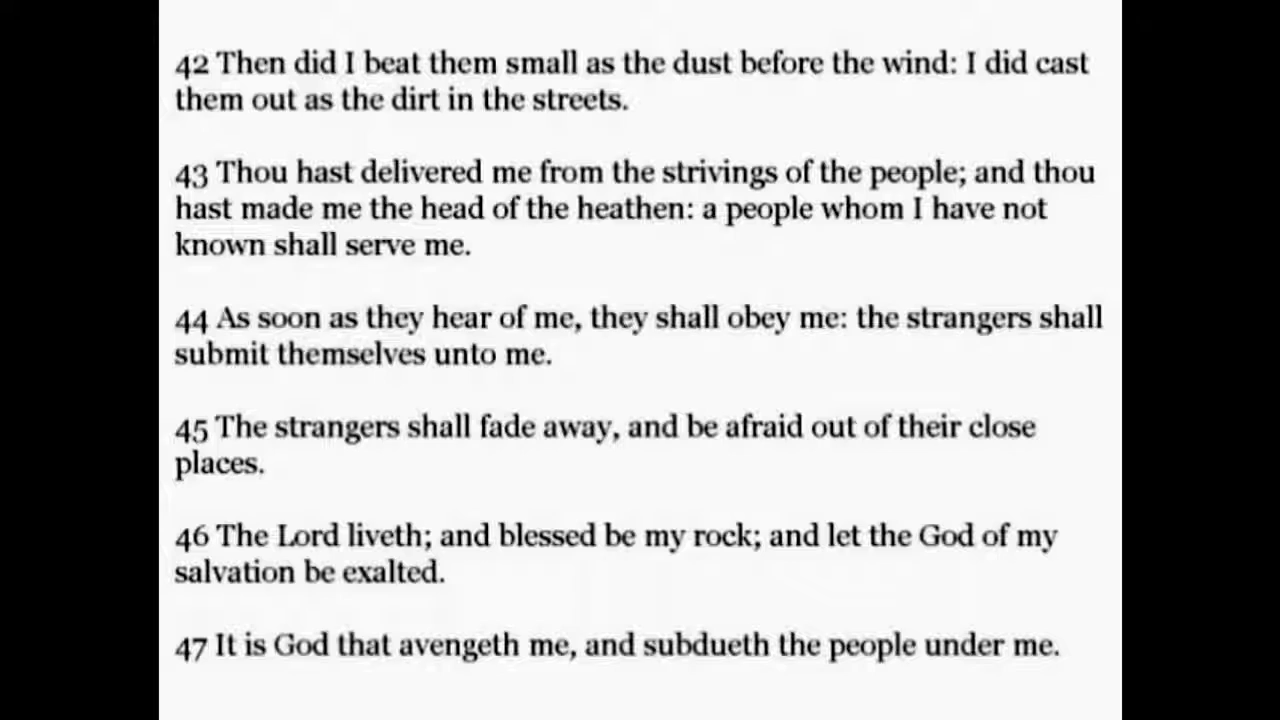 42 Then did I beat them small as the dust before the wind: I did cast
them out as the dirt in the streets.
43 Thou hast delivered me from the strivings of the people; and thou
hast made me the head of the heathen: a people whom I have not
known shall serve me.
44 As soon as they hear of me, they shall obey me: the strangers shall
submit themselves unto me.
45 The strangers shall fade away, and be afraid out of their close
places.
46 The Lord liveth; and blessed be my rock; and let the God of my
salvation be exalted.
47 It is God that avengeth me, and subdueth the people under me.